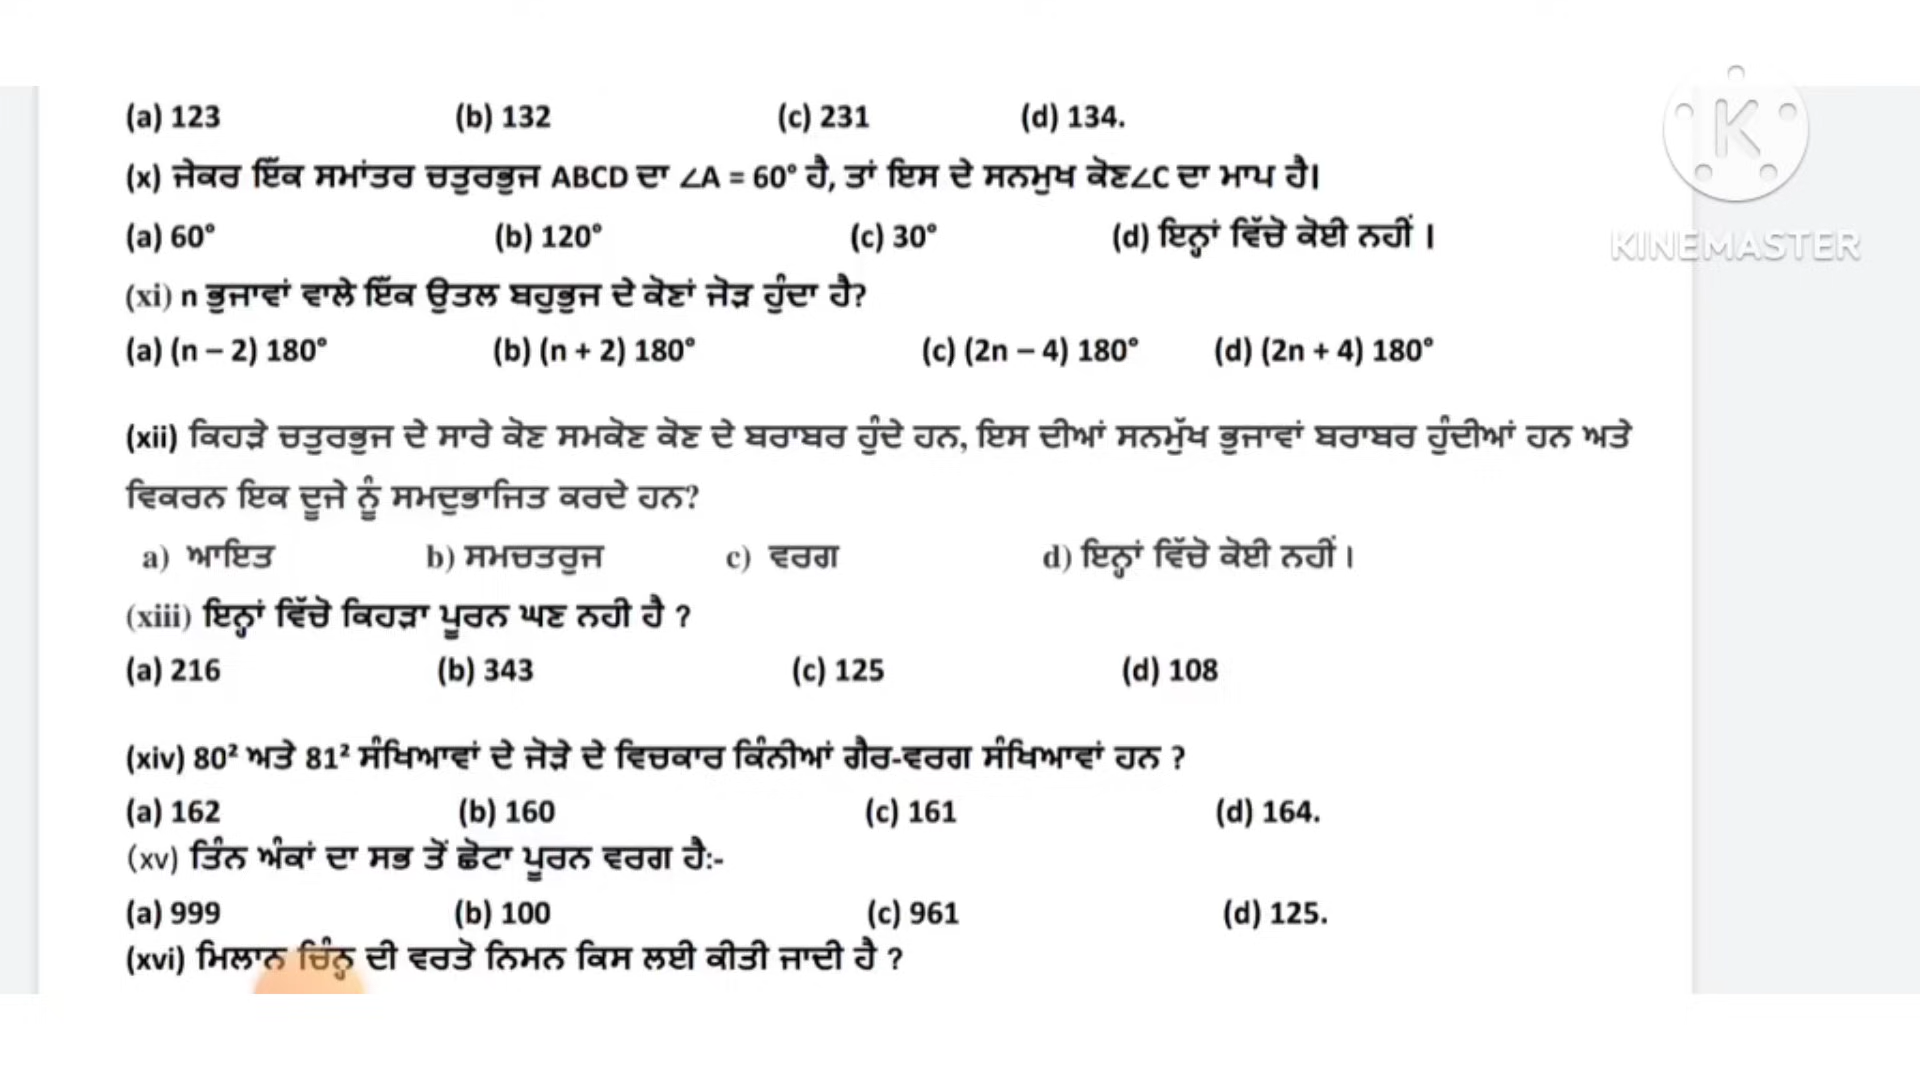 (a) 123 (b) 132 (c) 231 (d) 134.
(x) ਜੇਕਰ ਇੱਕ ਸਮਾਂਤਰ ਚਤੁਰਭੁਜ ABCD ਦਾ ∠A = 60° ਹੈ, ਤਾਂ ਇਸ ਦੇ ਸਨਮੁਖ ਕੋਣ∠C ਦਾ ਮਾਪ ਹੈ।
(a) 60° (b) 120° (c) 30° (d) ਇਨ੍ਹਾਂ ਵਿੱਚੋ ਕੋਈ ਨਹੀਂ ।
KINEMASTER
(xi) n ਭੁਜਾਵਾਂ ਵਾਲੇ ਇੱਕ ਉਤਲ ਬਹੁਭੁਜ ਦੇ ਕੋਣਾਂ ਜੋੜ ਹੁੰਦਾ ਹੈ?
(a) (n – 2) 180° (b) (n + 2) 180° (c) (2n – 4) 180° (d) (2n + 4) 180°
(xii) ਕਿਹੜੇ ਚਤੁਰਭੁਜ ਦੇ ਸਾਰੇ ਕੋਣ ਸਮਕੋਣ ਕੋਣ ਦੇ ਬਰਾਬਰ ਹੁੰਦੇ ਹਨ, ਇਸ ਦੀਆਂ ਸਨਮੁੱਖ ਭੁਜਾਵਾਂ ਬਰਾਬਰ ਹੁੰਦੀਆਂ ਹਨ ਅਤੇ
ਵਿਕਰਨ ਇਕ ਦੂਜੇ ਨੂੰ ਸਮਦੁਭਾਜਿਤ ਕਰਦੇ ਹਨ?
a) ਆਇਤ b) ਸਮਚਤਰੁਜ c) ਵਰਗ d) ਇਨ੍ਹਾਂ ਵਿੱਚੋ ਕੋਈ ਨਹੀਂ ।
(xiii) ਇਨ੍ਹਾਂ ਵਿੱਚੋ ਕਿਹੜਾ ਪੂਰਨ ਘਣ ਨਹੀ ਹੈ ?
(a) 216 (b) 343 (c) 125 (d) 108
(xiv) 80² ਅਤੇ 81² ਸੰਖਿਆਵਾਂ ਦੇ ਜੋੜੇ ਦੇ ਵਿਚਕਾਰ ਕਿੰਨੀਆਂ ਗੈਰ-ਵਰਗ ਸੰਖਿਆਵਾਂ ਹਨ ?
(a) 162 (b) 160 (c) 161 (d) 164.
(xv) ਤਿੰਨ ਅੰਕਾਂ ਦਾ ਸਭ ਤੋਂ ਛੋਟਾ ਪੂਰਨ ਵਰਗ ਹੈ:-
(a) 999 (b) 100 (c) 961 (d) 125.
(xvi) ਮਿਲਾਨ ਚਿੰਨ੍ਹ ਦੀ ਵਰਤੋ ਨਿਮਨ ਕਿਸ ਲਈ ਕੀਤੀ ਜਾਦੀ ਹੈ ?